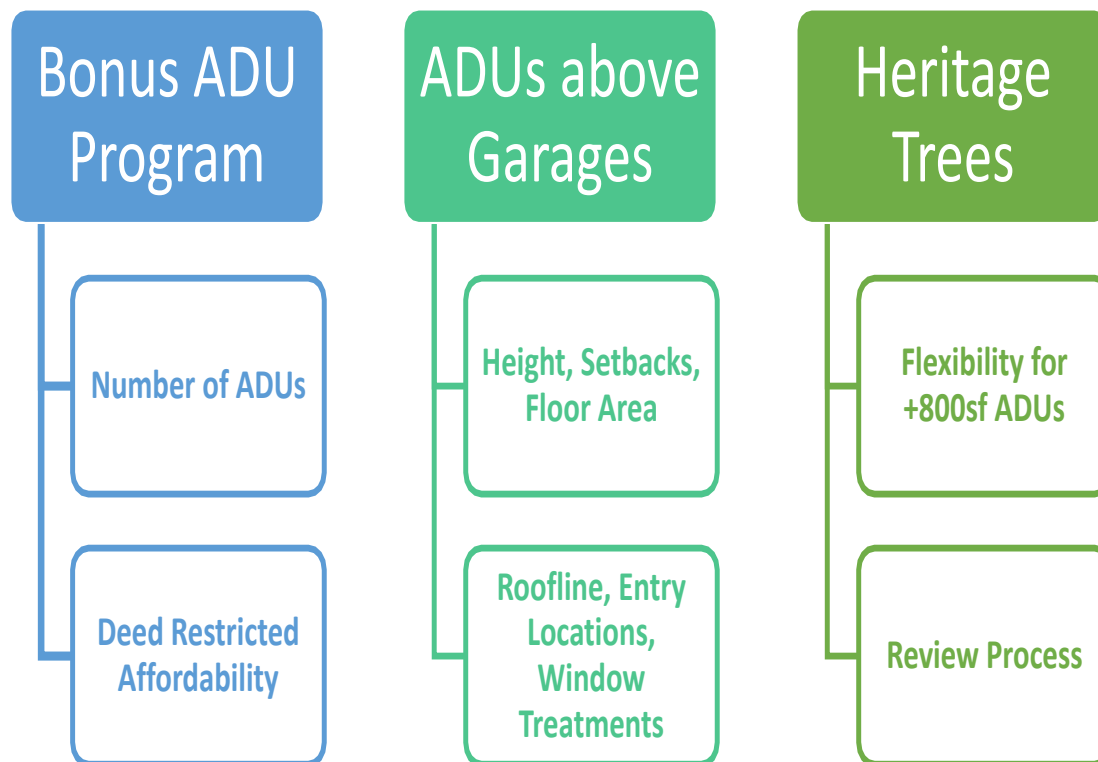 Bonus ADU
Program
Number of ADUs
Deed Restricted
Affordability
ADUs above
Garages
Height, Setbacks,
Floor Area
Roofline, Entry
Locations,
Window
Treatments
Heritage
Trees
Flexibility for
+800sf ADUs
Review Process